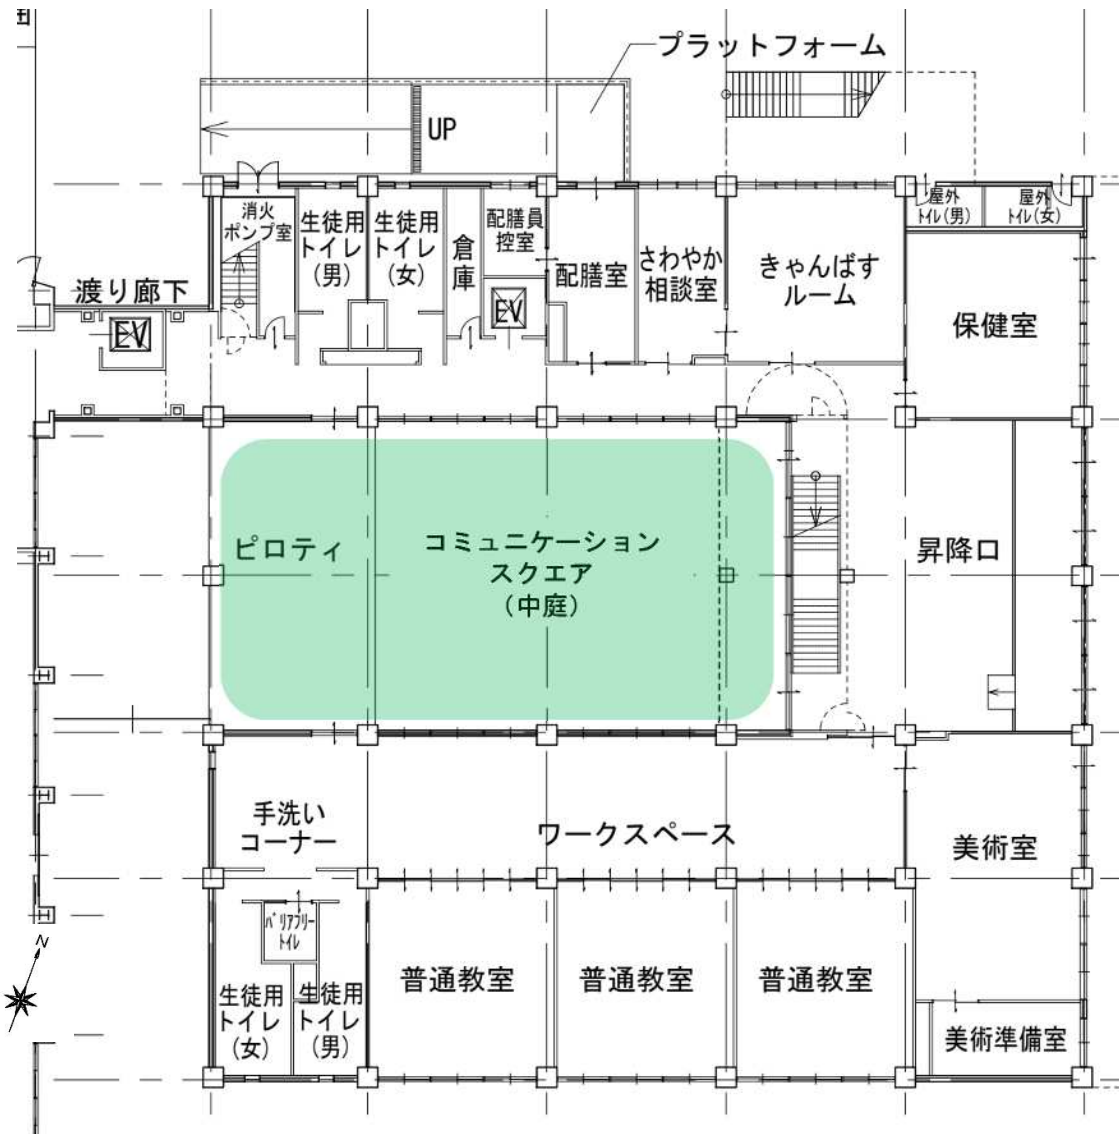 プラットフォーム
UP
消火
ポンプ室
生徒用
トイレ
(男)
生徒用
トイレ
(女)
倉
庫
配膳員
控室
EV
配膳室
さわやか
相談室
きゃんばす
ルーム
屋外
トイレ(男)
屋外
トイレ(女)
保健室
渡り廊下
EV
ピロティ
コミュニケーション
スクエア
(中庭)
昇降口
手洗い
コーナー
ワークスペース
美術室
バリアフリー
トイレ
生徒用
トイレ
(女)
生徒用
トイレ
(男)
普通教室
普通教室
普通教室
美術準備室
N